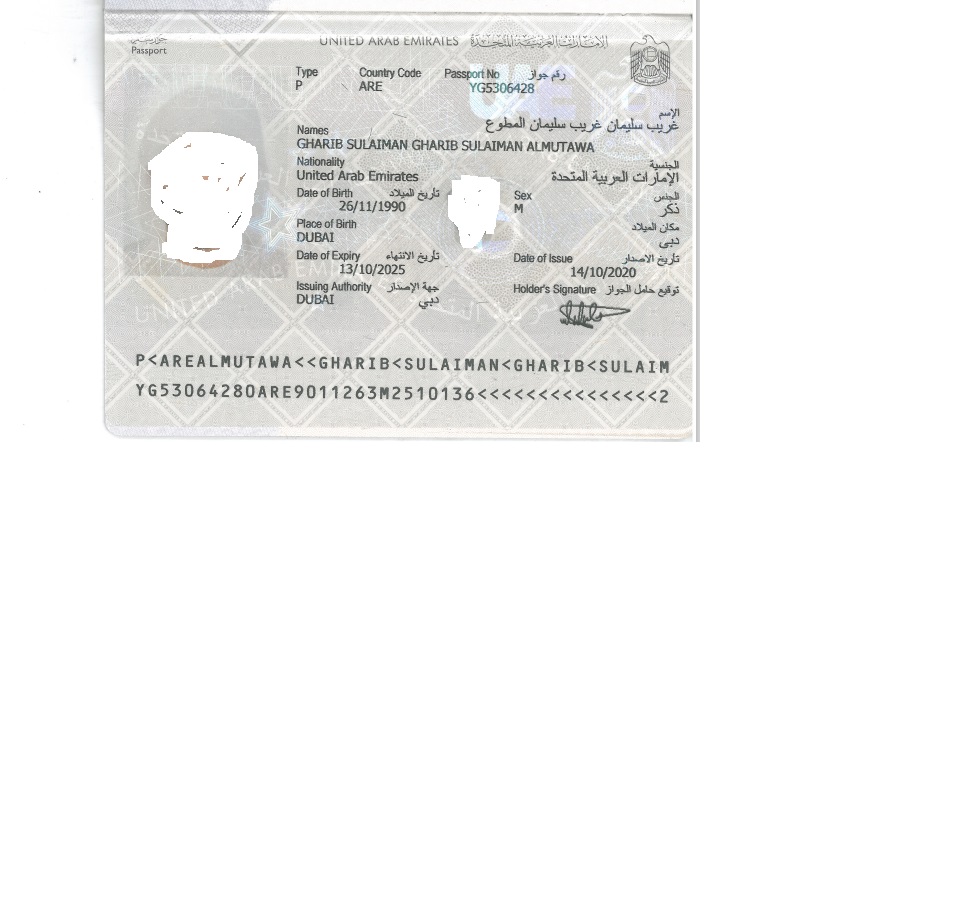 جواز سفر
Passport
UNITED ARAB EMIRATES الإمارات العربية المتحدة
Type Country Code Passport No رقم جواز
P ARE YG5306428
الإسم
غريب سليمان غريب سليمان المطوع
Names
GHARIB SULAIMAN GHARIB SULAIMAN ALMUTAWA
Nationality الجنسية
United Arab Emirates الإمارات العربية المتحدة
Date of Birth تأريخ الميلاد Sex الجنس
26/11/1990 M ذكر
Place of Birth مكان الميلاد
DUBAI دبي
Date of Expiry تأريخ الانتهاء Date of Issue تأريخ الاصدار
13/10/2025 14/10/2020
Issuing Authority جهة الإصدار Holder's Signature توقيع حامل الجواز
DUBAI دبي
P<AREALMUTAWA<<GHARIB<SULAIMAN<GHARIB<SULAIM
YG53064280ARE9011263M2510136<<<<<<<<<<<<<<<2